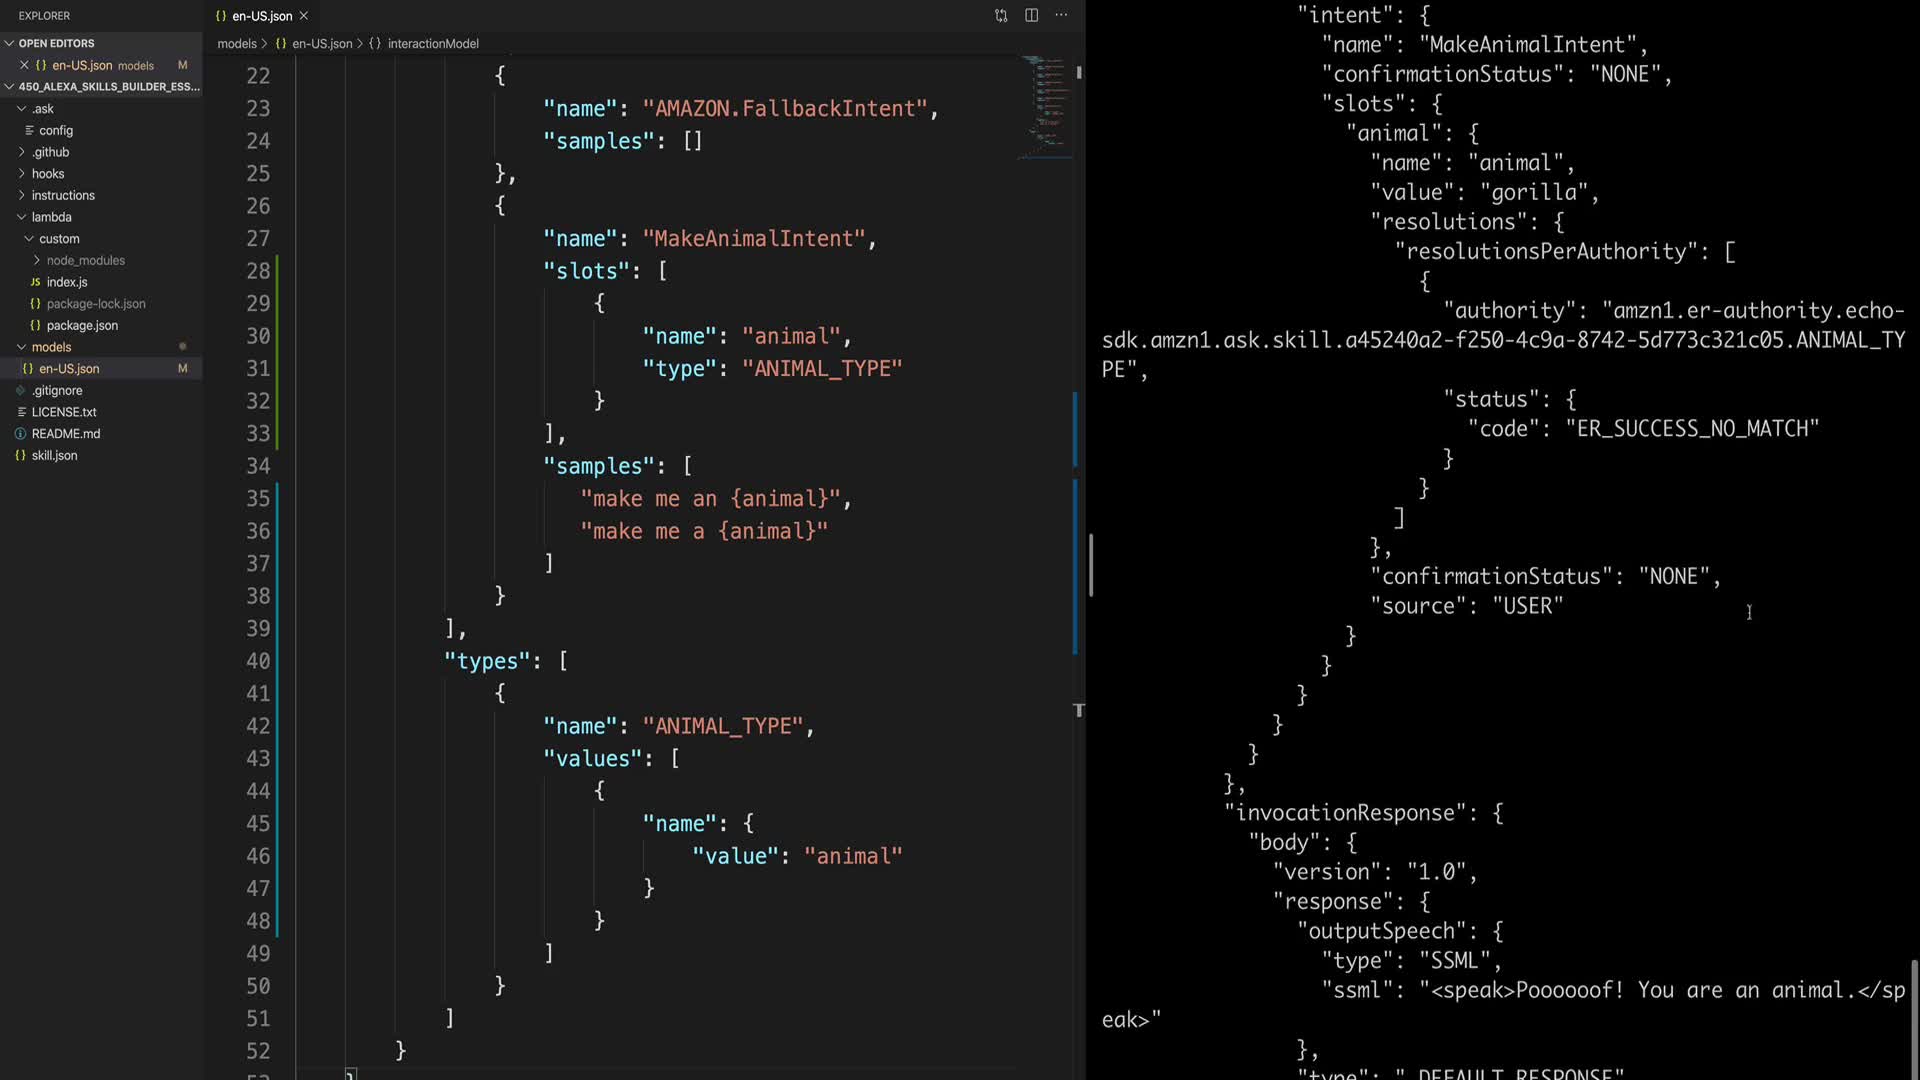 EXPLORER
OPEN EDITORS
en-US.json models M
450_ALEXA_SKILLS_BUILDER_ESS...
.ask
config
.github
hooks
instructions
lambda
custom
node_modules
JS index.js
{} package-lock.json
{} package.json
models
{} en-US.json M
.gitignore
LICENSE.txt
README.md
{} skill.json
{} en-US.json
models > {} en-US.json > {} interactionModel
22 {
23 "name": "AMAZON.FallbackIntent",
24 "samples": []
25 },
26 {
27 "name": "MakeAnimalIntent",
28 "slots": [
29 {
30 "name": "animal",
31 "type": "ANIMAL_TYPE"
32 }
33 ],
34 "samples": [
35 "make me an {animal}",
36 "make me a {animal}"
37 ]
38 }
39 ],
40 "types": [
41 {
42 "name": "ANIMAL_TYPE",
43 "values": [
44 {
45 "name": {
46 "value": "animal"
47 }
48 }
49 ]
50 }
51 ]
52 }
"intent": {
"name": "MakeAnimalIntent",
"confirmationStatus": "NONE",
"slots": {
"animal": {
"name": "animal",
"value": "gorilla",
"resolutions": {
"resolutionsPerAuthority": [
{
"authority": "amzn1.er-authority.echo-
sdk.amzn1.ask.skill.a45240a2-f250-4c9a-8742-5d773c321c05.ANIMAL_TY
PE",
"status": {
"code": "ER_SUCCESS_NO_MATCH"
}
}
]
},
"confirmationStatus": "NONE",
"source": "USER"
}
}
}
}
}
},
"invocationResponse": {
"body": {
"version": "1.0",
"response": {
"outputSpeech": {
"type": "SSML",
"ssml": "<speak>Poooooof! You are an animal.</sp
eak>"
},
"type": "_DEFAULT_RESPONSE"